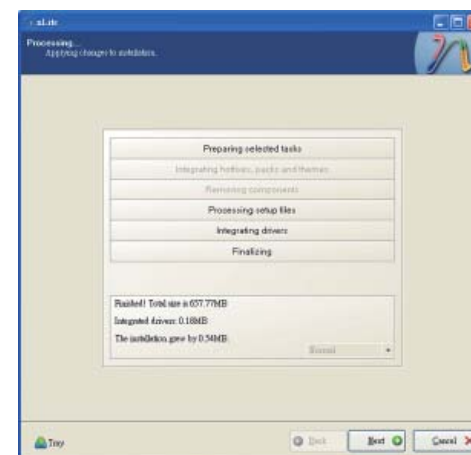 nLite
Processing...
Applying changes to installation.
Preparing selected tasks
Integrating hotfixes, packs and themes
Removing components
Processing setup files
Integrating drivers
Finalizing
Finished! Total size is 657.77MB
Integrated drivers: 0.16MB
The installation grew by 0.54MB
Normal
Tray
Back
Next
Cancel